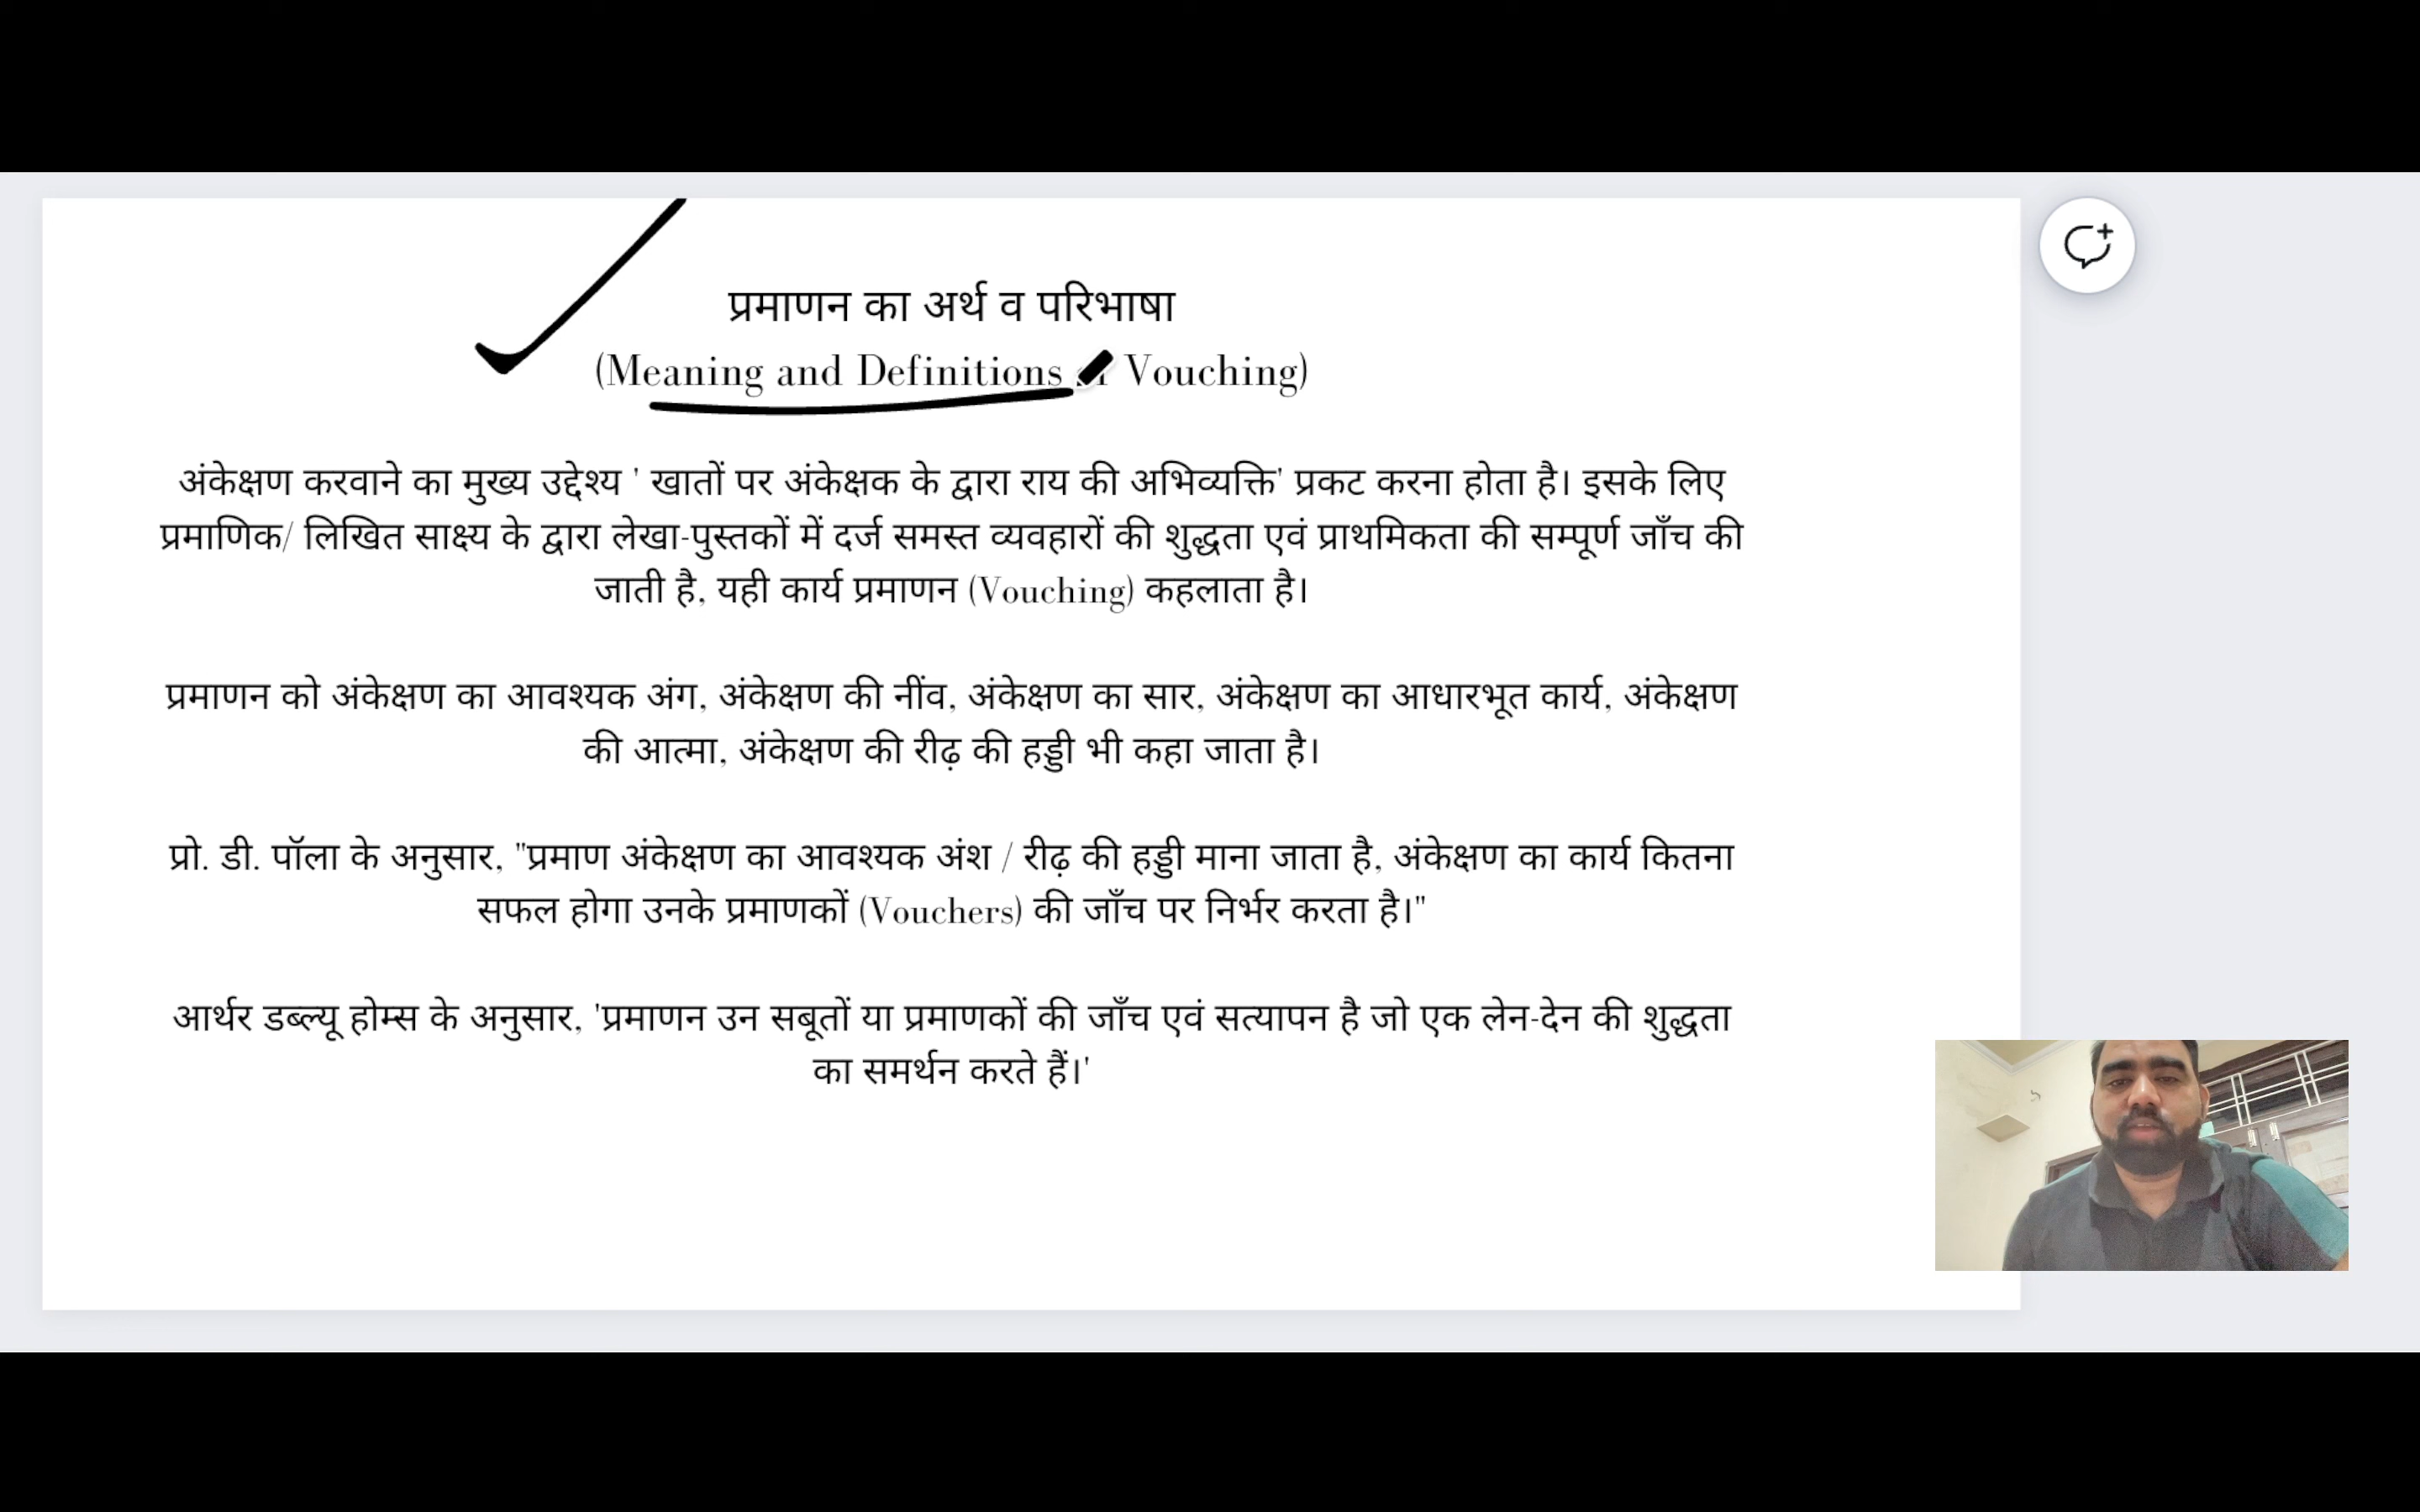 प्रमाणन का अर्थ व परिभाषा
(Meaning and Definitions Vouching)
अंकेक्षण करवाने का मुख्य उद्देश्य ' खातों पर अंकेक्षक के द्वारा राय की अभिव्यक्ति' प्रकट करना होता है। इसके लिए
प्रमाणिक/ लिखित साक्ष्य के द्वारा लेखा-पुस्तकों में दर्ज समस्त व्यवहारों की शुद्धता एवं प्राथमिकता की सम्पूर्ण जाँच की
जाती है, यही कार्य प्रमाणन (Vouching) कहलाता है।
प्रमाणन को अंकेक्षण का आवश्यक अंग, अंकेक्षण की नींव, अंकेक्षण का सार, अंकेक्षण का आधारभूत कार्य, अंकेक्षण
की आत्मा, अंकेक्षण की रीढ़ की हड्डी भी कहा जाता है।
प्रो. डी. पॉला के अनुसार, "प्रमाण अंकेक्षण का आवश्यक अंश / रीढ़ की हड्डी माना जाता है, अंकेक्षण का कार्य कितना
सफल होगा उनके प्रमाणकों (Vouchers) की जाँच पर निर्भर करता है।"
आर्थर डब्ल्यू होम्स के अनुसार, 'प्रमाणन उन सबूतों या प्रमाणकों की जाँच एवं सत्यापन है जो एक लेन-देन की शुद्धता
का समर्थन करते हैं।'